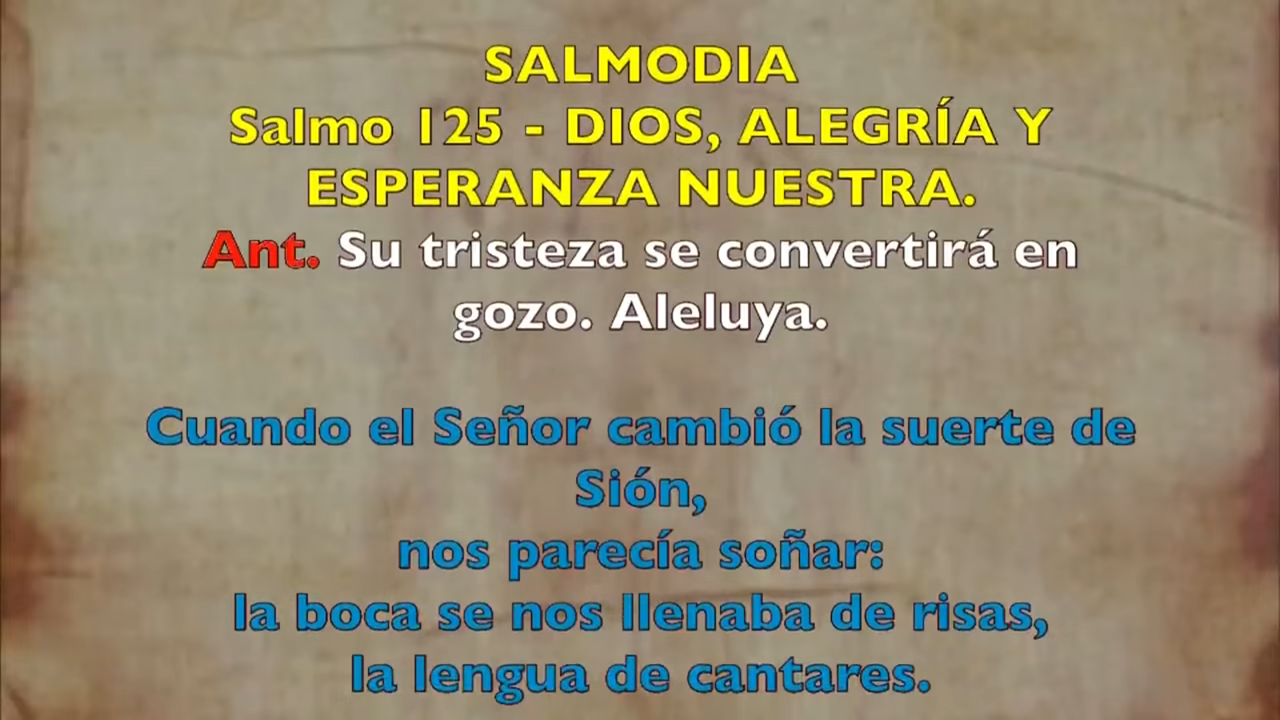 SALMODIA
Salmo 125 - DIOS, ALEGRÍA Y
ESPERANZA NUESTRA.
Ant. Su tristeza se convertirá en
gozo. Aleluya.
Cuando el Señor cambió la suerte de
Sión,
nos parecía soñar:
la boca se nos llenaba de risas,
la lengua de cantares.